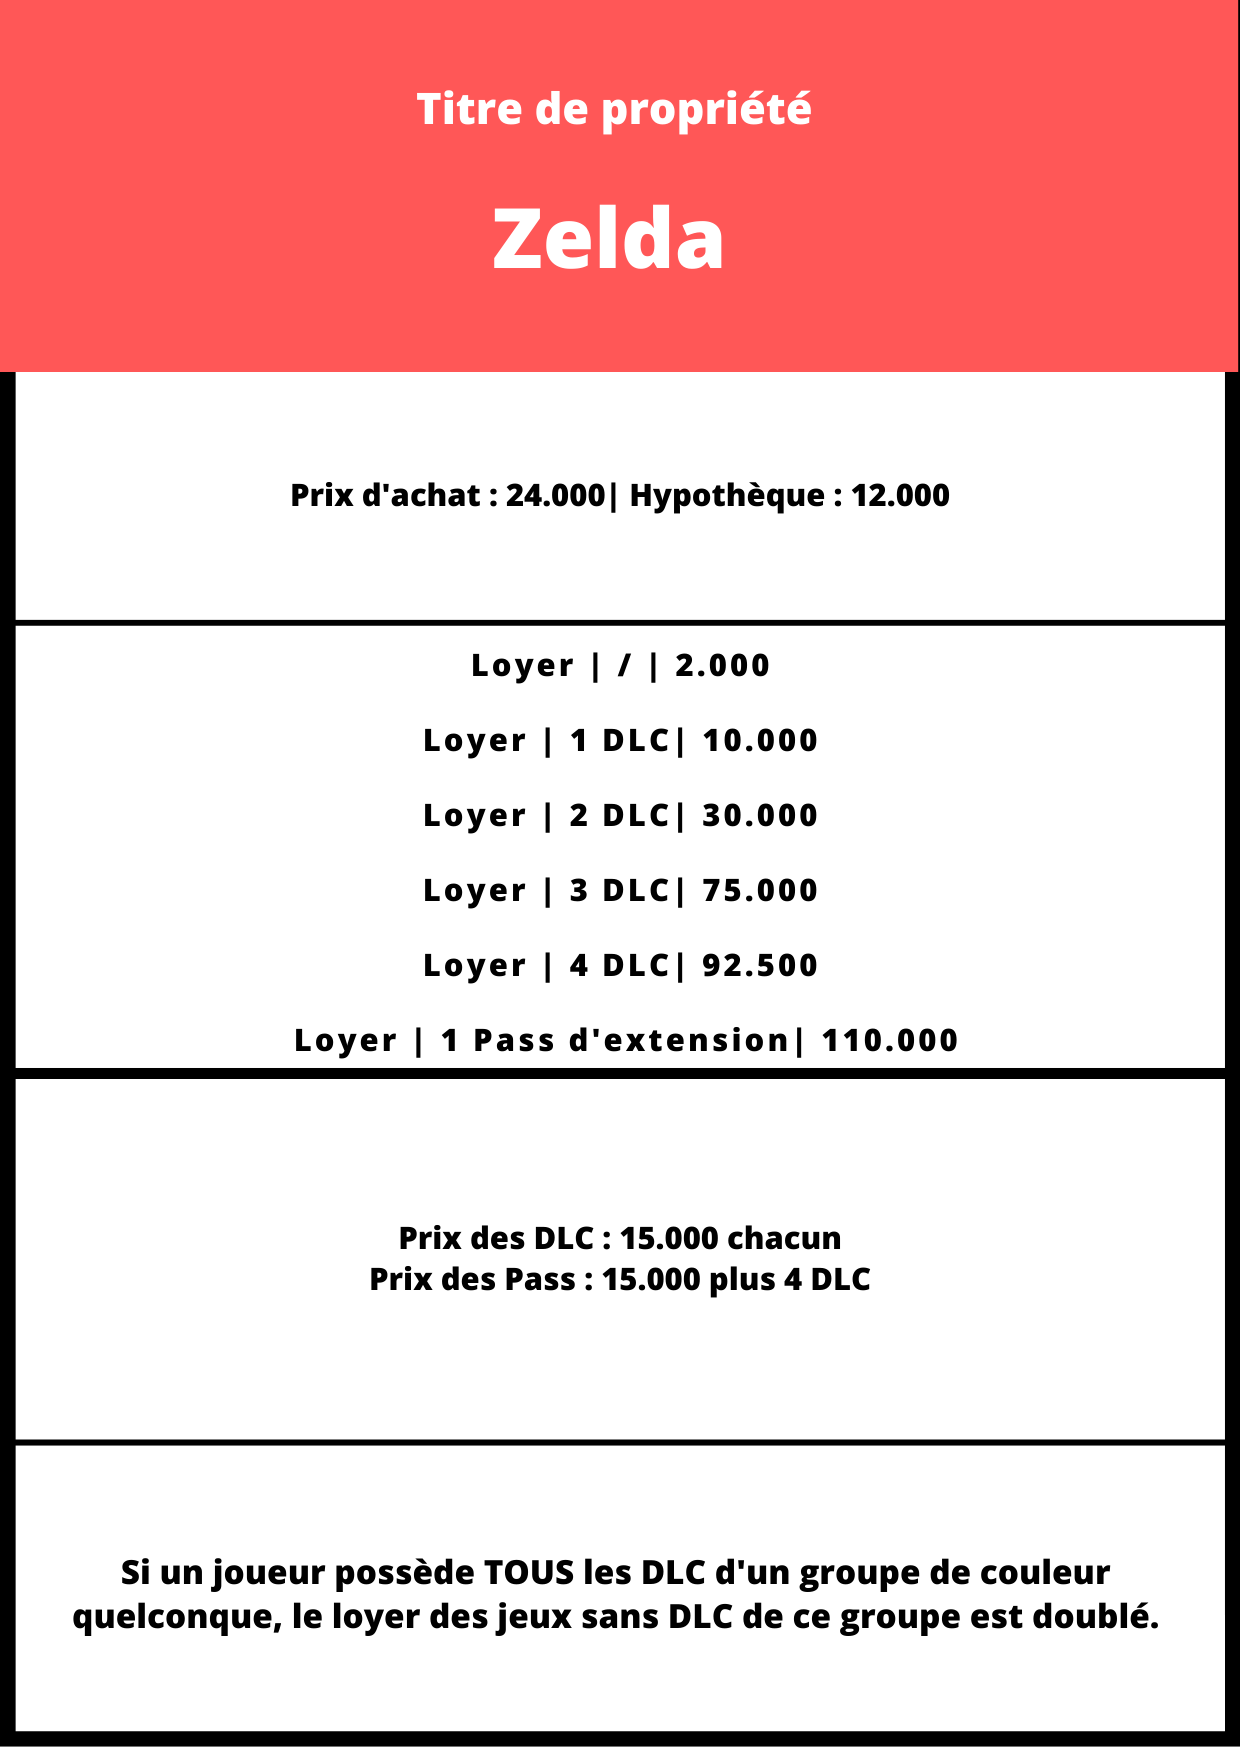 Titre de propriété
Zelda
Prix d'achat : 24.000| Hypothèque : 12.000
Loyer | / | 2.000
Loyer | 1 DLC| 10.000
Loyer | 2 DLC| 30.000
Loyer | 3 DLC| 75.000
Loyer | 4 DLC| 92.500
Loyer | 1 Pass d'extension| 110.000
Prix des DLC : 15.000 chacun
Prix des Pass : 15.000 plus 4 DLC
Si un joueur possède TOUS les DLC d'un groupe de couleur
quelconque, le loyer des jeux sans DLC de ce groupe est doublé.